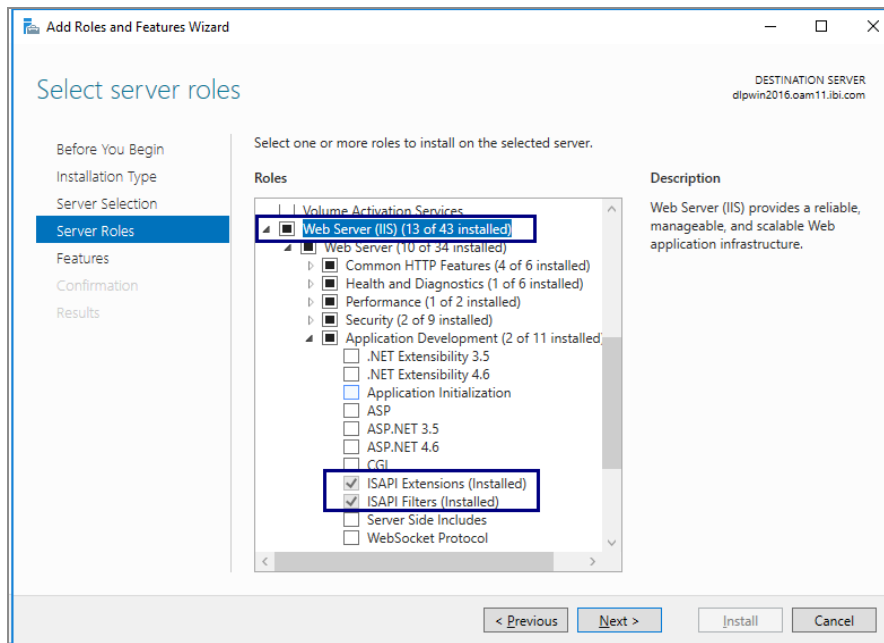 Add Roles and Features Wizard
Select server roles
DESTINATION SERVER
dlpwin2016.oam11.ibi.com
Before You Begin
Installation Type
Server Selection
Server Roles
Features
Confirmation
Results
Select one or more roles to install on the selected server.
Roles
Volume Activation Services
Web Server (IIS) (13 of 43 installed)
Web Server (10 of 34 installed)
Common HTTP Features (4 of 6 installed)
Health and Diagnostics (1 of 6 installed)
Performance (1 of 2 installed)
Security (2 of 9 installed)
Application Development (2 of 11 installed)
.NET Extensibility 3.5
.NET Extensibility 4.6
Application Initialization
ASP
ASP.NET 3.5
ASP.NET 4.6
CGI
ISAPI Extensions (Installed)
ISAPI Filters (Installed)
Server Side Includes
WebSocket Protocol
Description
Web Server (IIS) provides a reliable,
manageable, and scalable Web
application infrastructure.
< Previous
Next >
Install
Cancel